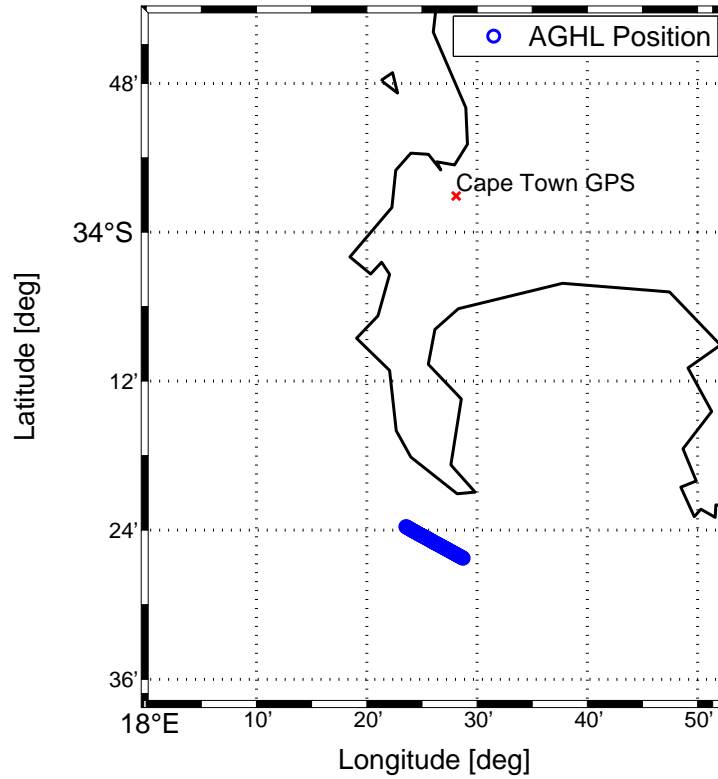 AGHL Position
48’
Cape Town GPS
34°S
12’
24’
36’
18°E
10’
20’
30’
40’
50’
Latitude [deg]
Longitude [deg]